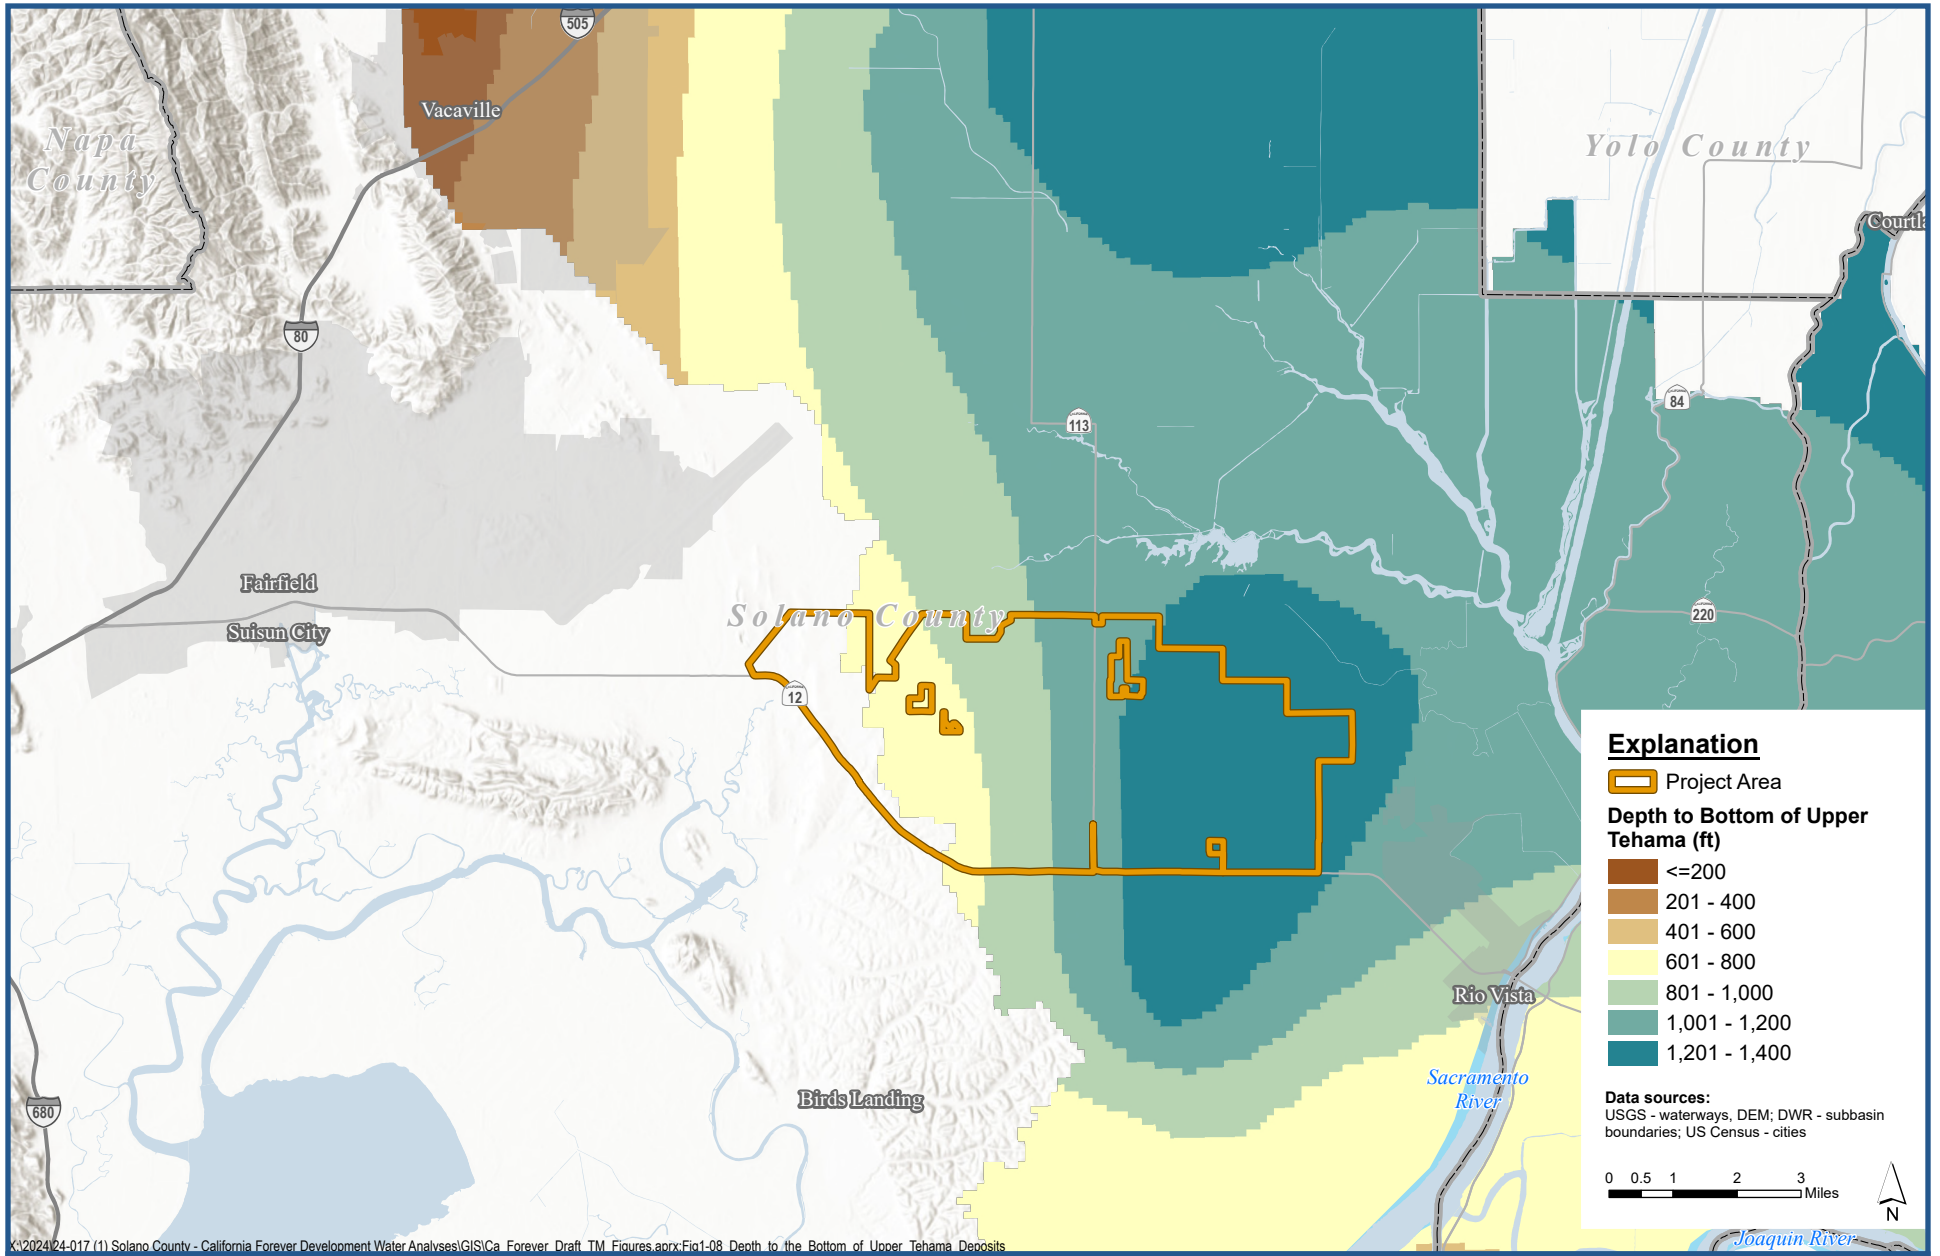 505
Vacaville
Napa
County
Yolo County
Courtla
80
113
84
Fairfield
Solano County
Suisun City
220
12
Rio Vista
Birds Landing
Sacramento
River
680
Joaquin River
Explanation
Project Area
Depth to Bottom of Upper
Tehama (ft)
<=200
201 - 400
401 - 600
601 - 800
801 - 1,000
1,001 - 1,200
1,201 - 1,400
Data sources:
USGS - waterways, DEM; DWR - subbasin
boundaries; US Census - cities
0 0.5 1 2 3
Miles
N
X:\2024\24-017 (1) Solano County - California Forever Development Water Analyses\GIS\Ca_Forever_Draft_TM_Figures.aprx:Fig1-08_Depth_to_the_Bottom_of_Upper_Tehama_Deposits